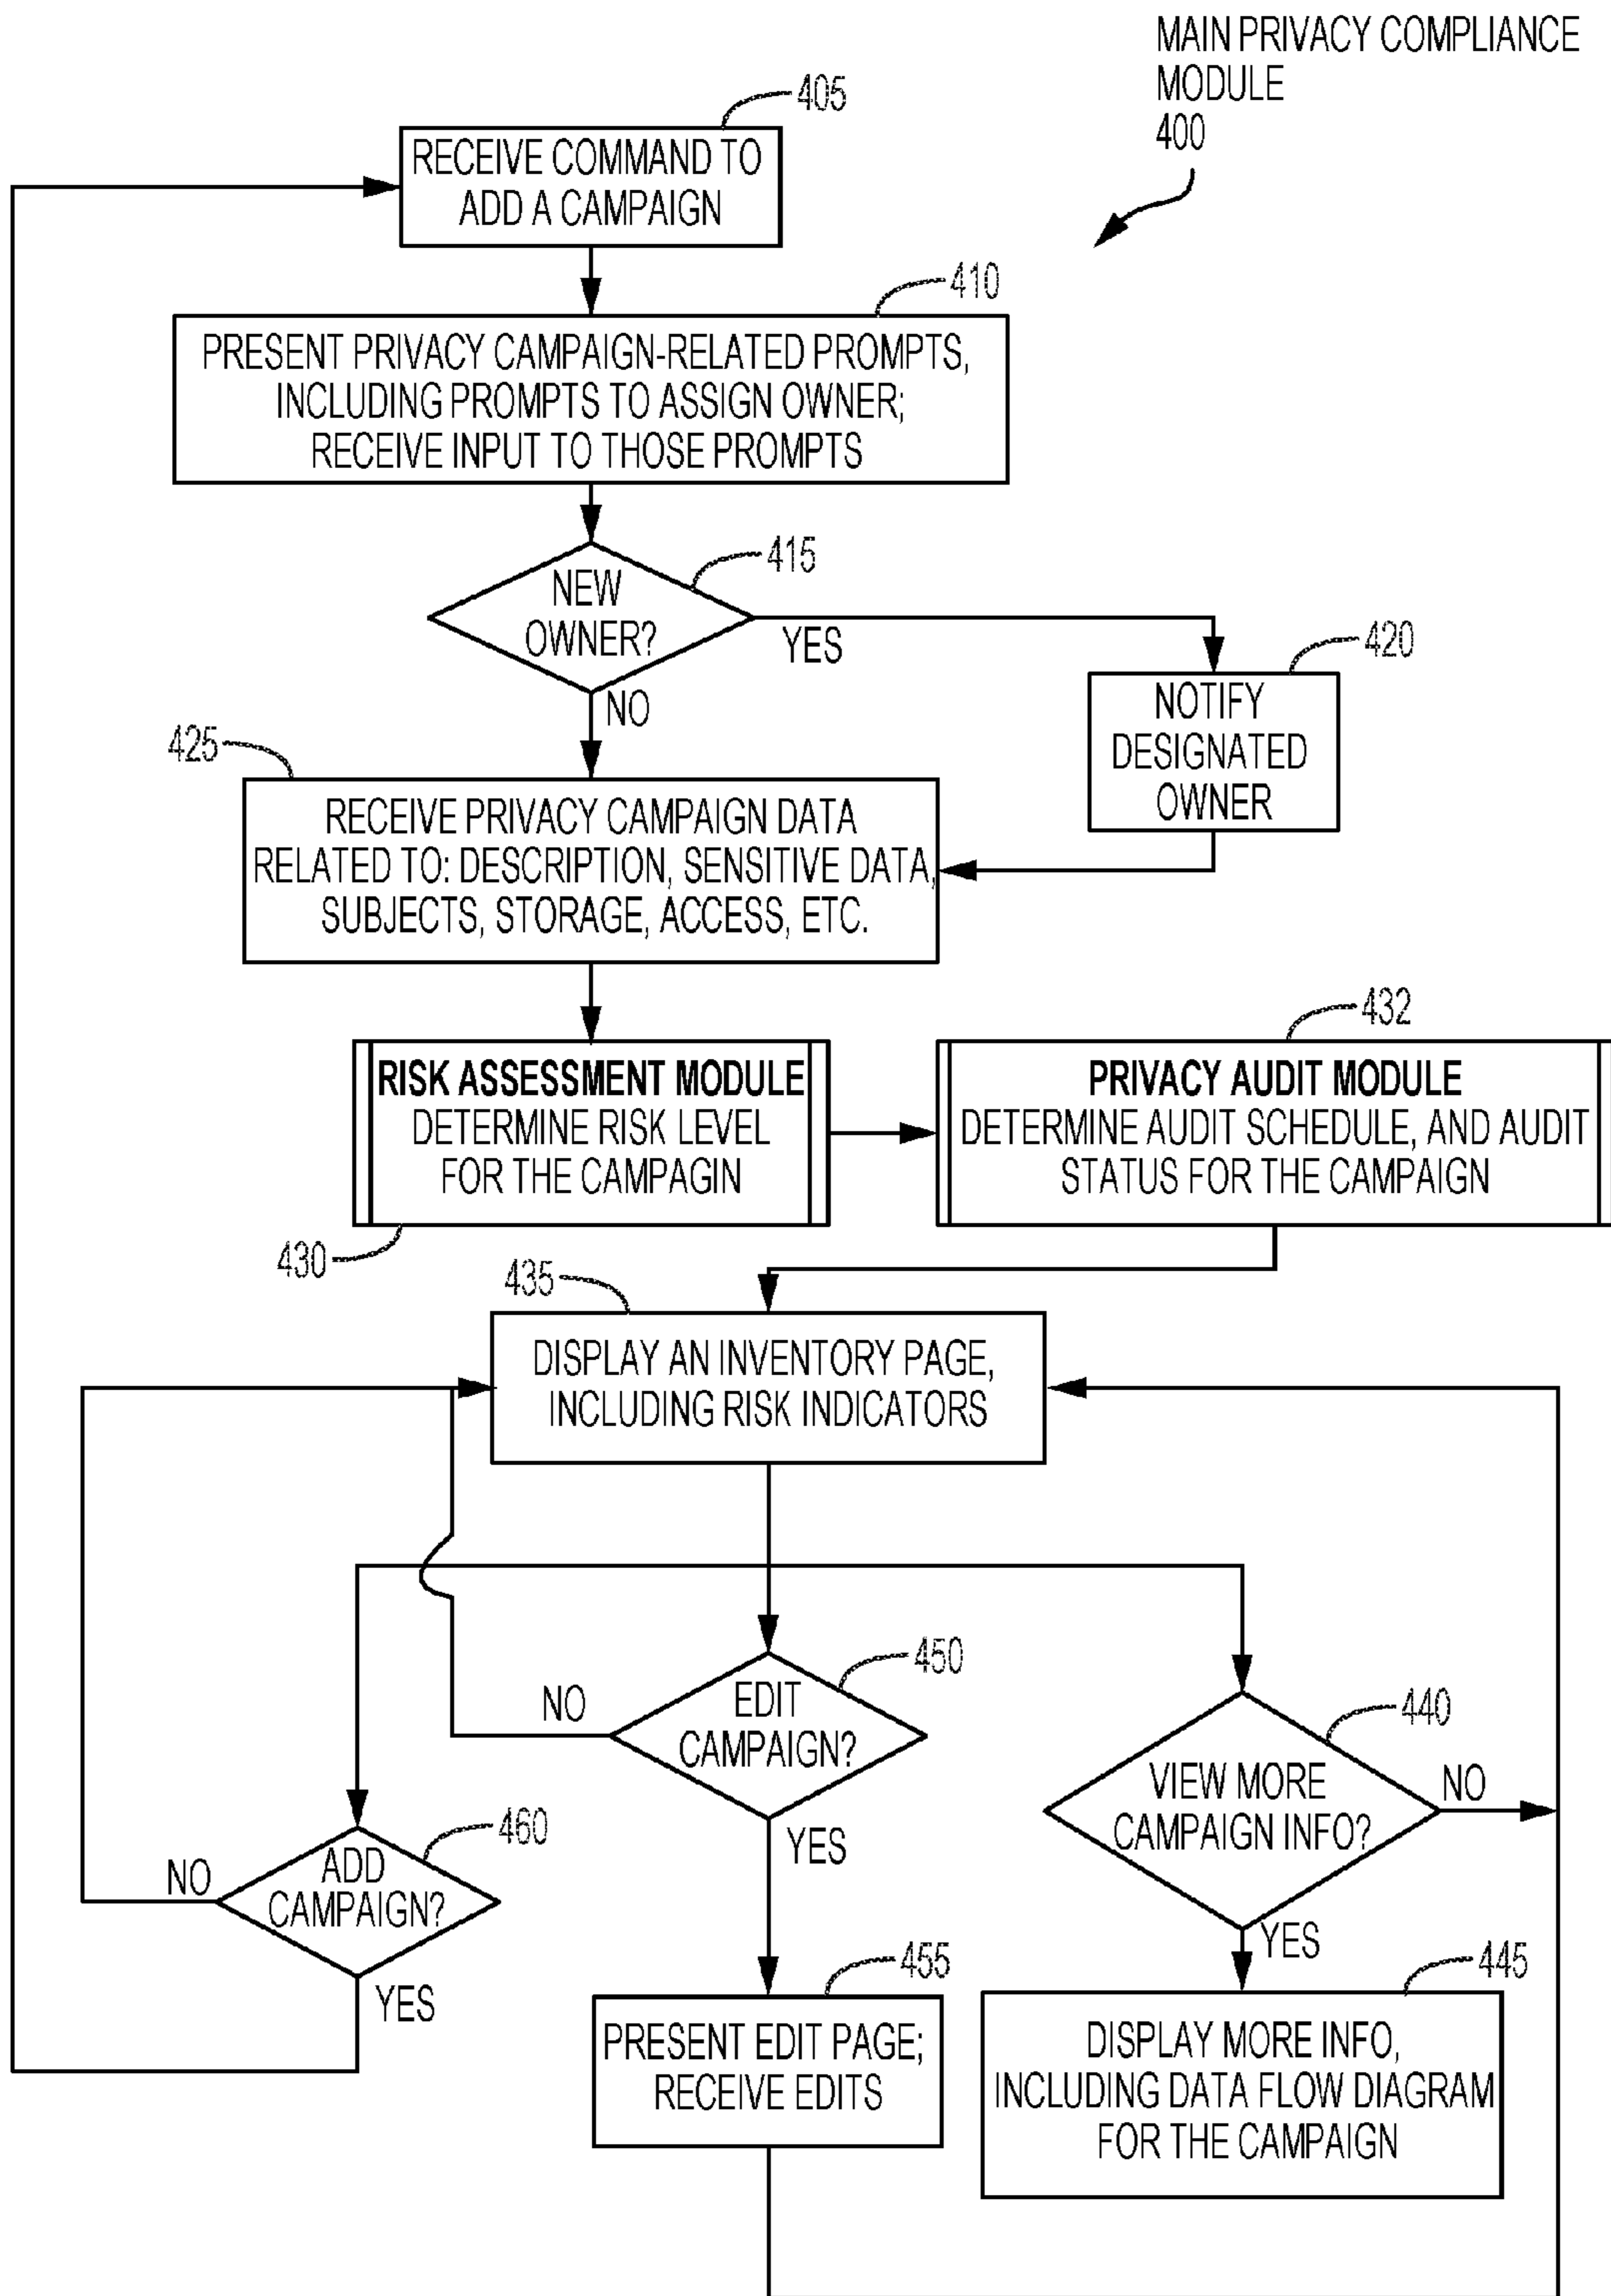 MAIN PRIVACY COMPLIANCE
MODULE
400
405
RECEIVE COMMAND TO
ADD A CAMPAIGN
410
PRESENT PRIVACY CAMPAIGN-RELATED PROMPTS,
INCLUDING PROMPTS TO ASSIGN OWNER;
RECEIVE INPUT TO THOSE PROMPTS
415
NEW
OWNER?
YES
NO
420
NOTIFY
DESIGNATED
OWNER
425
RECEIVE PRIVACY CAMPAIGN DATA
RELATED TO: DESCRIPTION, SENSITIVE DATA,
SUBJECTS, STORAGE, ACCESS, ETC.
RISK ASSESSMENT MODULE
DETERMINE RISK LEVEL
FOR THE CAMPAGIN
430
432
PRIVACY AUDIT MODULE
DETERMINE AUDIT SCHEDULE, AND AUDIT
STATUS FOR THE CAMPAIGN
435
DISPLAY AN INVENTORY PAGE,
INCLUDING RISK INDICATORS
450
EDIT
CAMPAIGN?
NO
YES
440
VIEW MORE
CAMPAIGN INFO?
NO
YES
460
ADD
CAMPAIGN?
NO
YES
455
PRESENT EDIT PAGE;
RECEIVE EDITS
445
DISPLAY MORE INFO,
INCLUDING DATA FLOW DIAGRAM
FOR THE CAMPAIGN